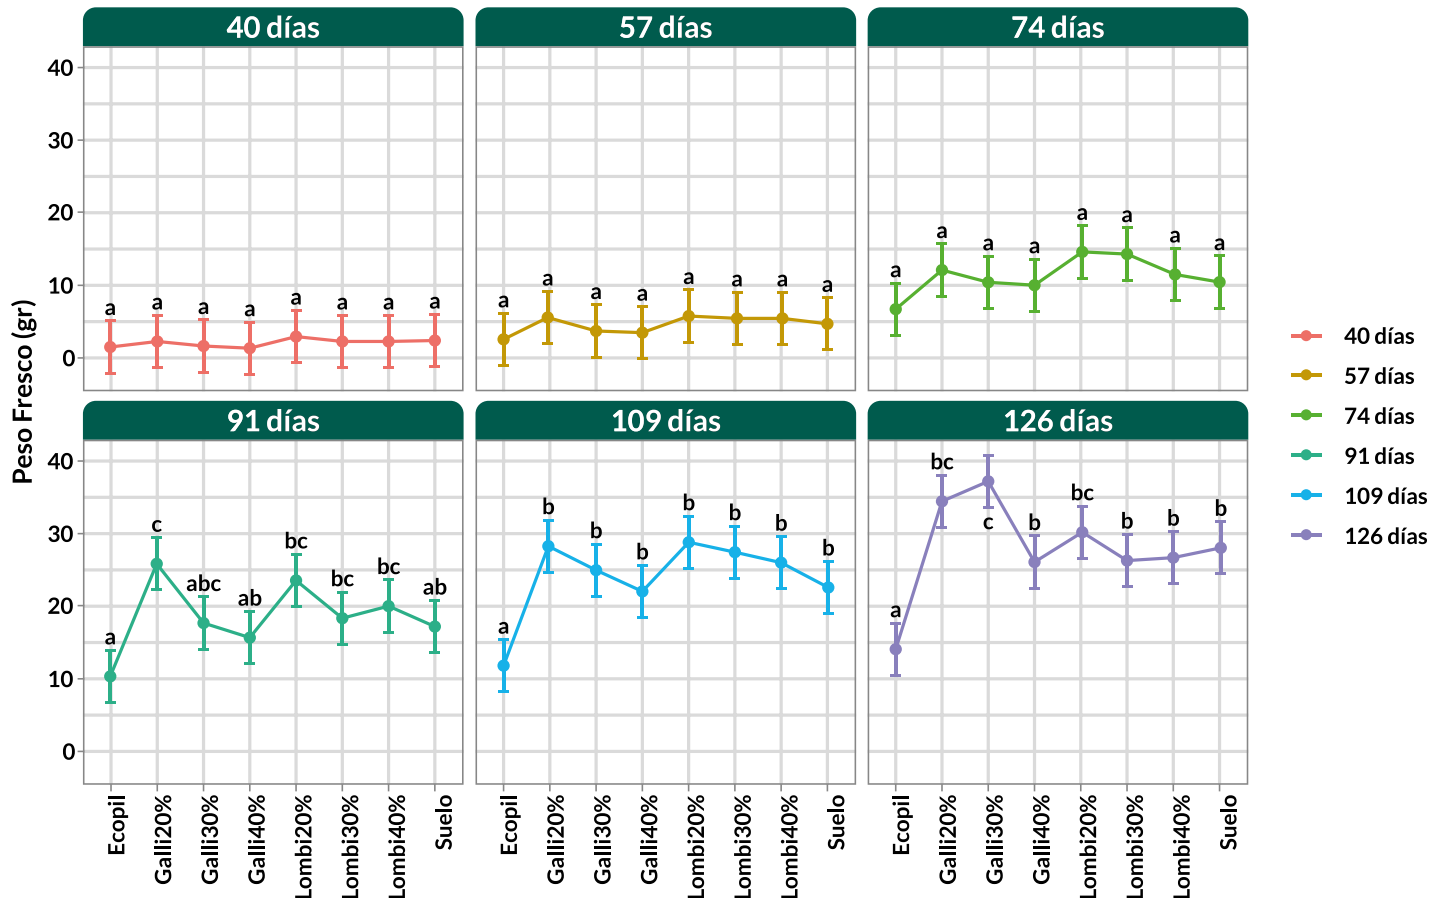 40 días 57 días 74 días
40
30
20
10
0
a a a a a a a a
a a a a a a a a
a a a a a a a a
Peso Fresco (gr)
91 días 109 días 126 días
40
30
20
10
0
a c abc ab bc bc bc ab
a b b b b b b b
a bc c b bc b b b
Ecopil Galli20% Galli30% Galli40% Lombi20% Lombi30% Lombi40% Suelo
Ecopil Galli20% Galli30% Galli40% Lombi20% Lombi30% Lombi40% Suelo
Ecopil Galli20% Galli30% Galli40% Lombi20% Lombi30% Lombi40% Suelo
40 días
57 días
74 días
91 días
109 días
126 días